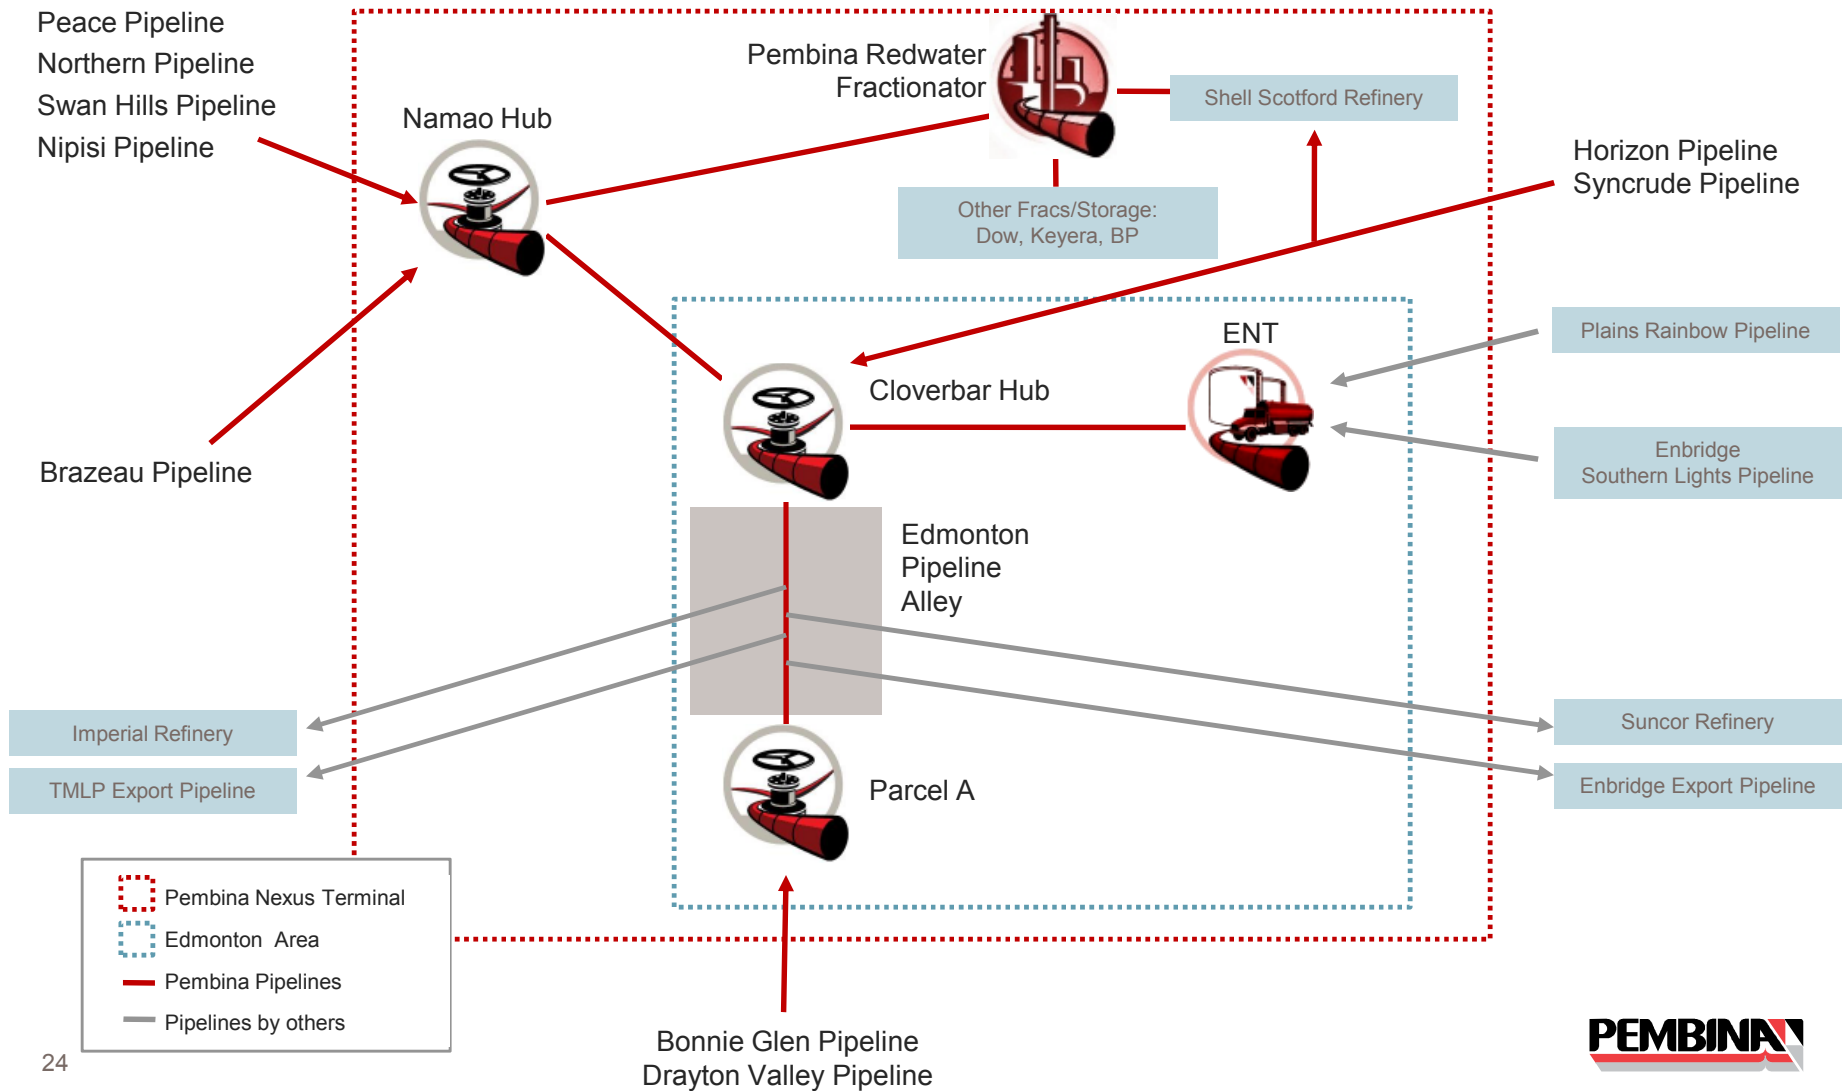 Peace Pipeline
Northern Pipeline
Swan Hills Pipeline
Nipisi Pipeline
Namao Hub
Pembina Redwater
Fractionator
Shell Scotford Refinery
Other Fracs/Storage:
Dow, Keyera, BP
Horizon Pipeline
Syncrude Pipeline
Brazeau Pipeline
Cloverbar Hub
ENT
Plains Rainbow Pipeline
Enbridge
Southern Lights Pipeline
Edmonton
Pipeline
Alley
Imperial Refinery
TMLP Export Pipeline
Suncor Refinery
Enbridge Export Pipeline
Parcel A
Pembina Nexus Terminal
Edmonton Area
Pembina Pipelines
Pipelines by others
Bonnie Glen Pipeline
Drayton Valley Pipeline
24
PEMBINA